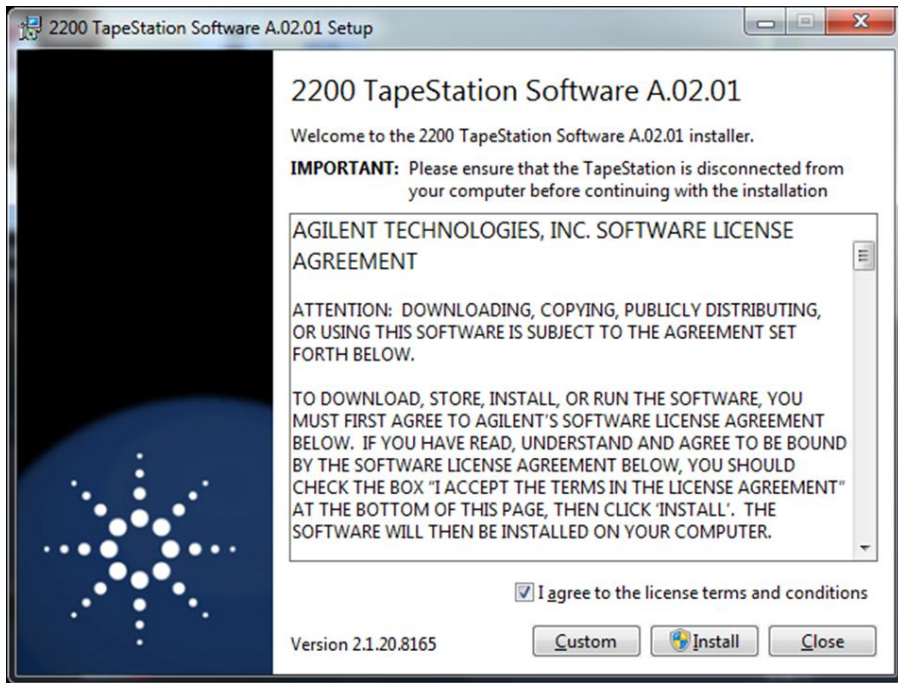 2200 TapeStation Software A.02.01 Setup
2200 TapeStation Software A.02.01
Welcome to the 2200 TapeStation Software A.02.01 installer.
IMPORTANT: Please ensure that the TapeStation is disconnected from
your computer before continuing with the installation
AGILENT TECHNOLOGIES, INC. SOFTWARE LICENSE
AGREEMENT
ATTENTION: DOWNLOADING, COPYING, PUBLICLY DISTRIBUTING,
OR USING THIS SOFTWARE IS SUBJECT TO THE AGREEMENT SET
FORTH BELOW.
TO DOWNLOAD, STORE, INSTALL, OR RUN THE SOFTWARE, YOU
MUST FIRST AGREE TO AGILENT'S SOFTWARE LICENSE AGREEMENT
BELOW. IF YOU HAVE READ, UNDERSTAND AND AGREE TO BE BOUND
BY THE SOFTWARE LICENSE AGREEMENT BELOW, YOU SHOULD
CHECK THE BOX "I ACCEPT THE TERMS IN THE LICENSE AGREEMENT"
AT THE BOTTOM OF THIS PAGE, THEN CLICK 'INSTALL'. THE
SOFTWARE WILL THEN BE INSTALLED ON YOUR COMPUTER.
I agree to the license terms and conditions
Version 2.1.20.8165
Custom
Install
Close